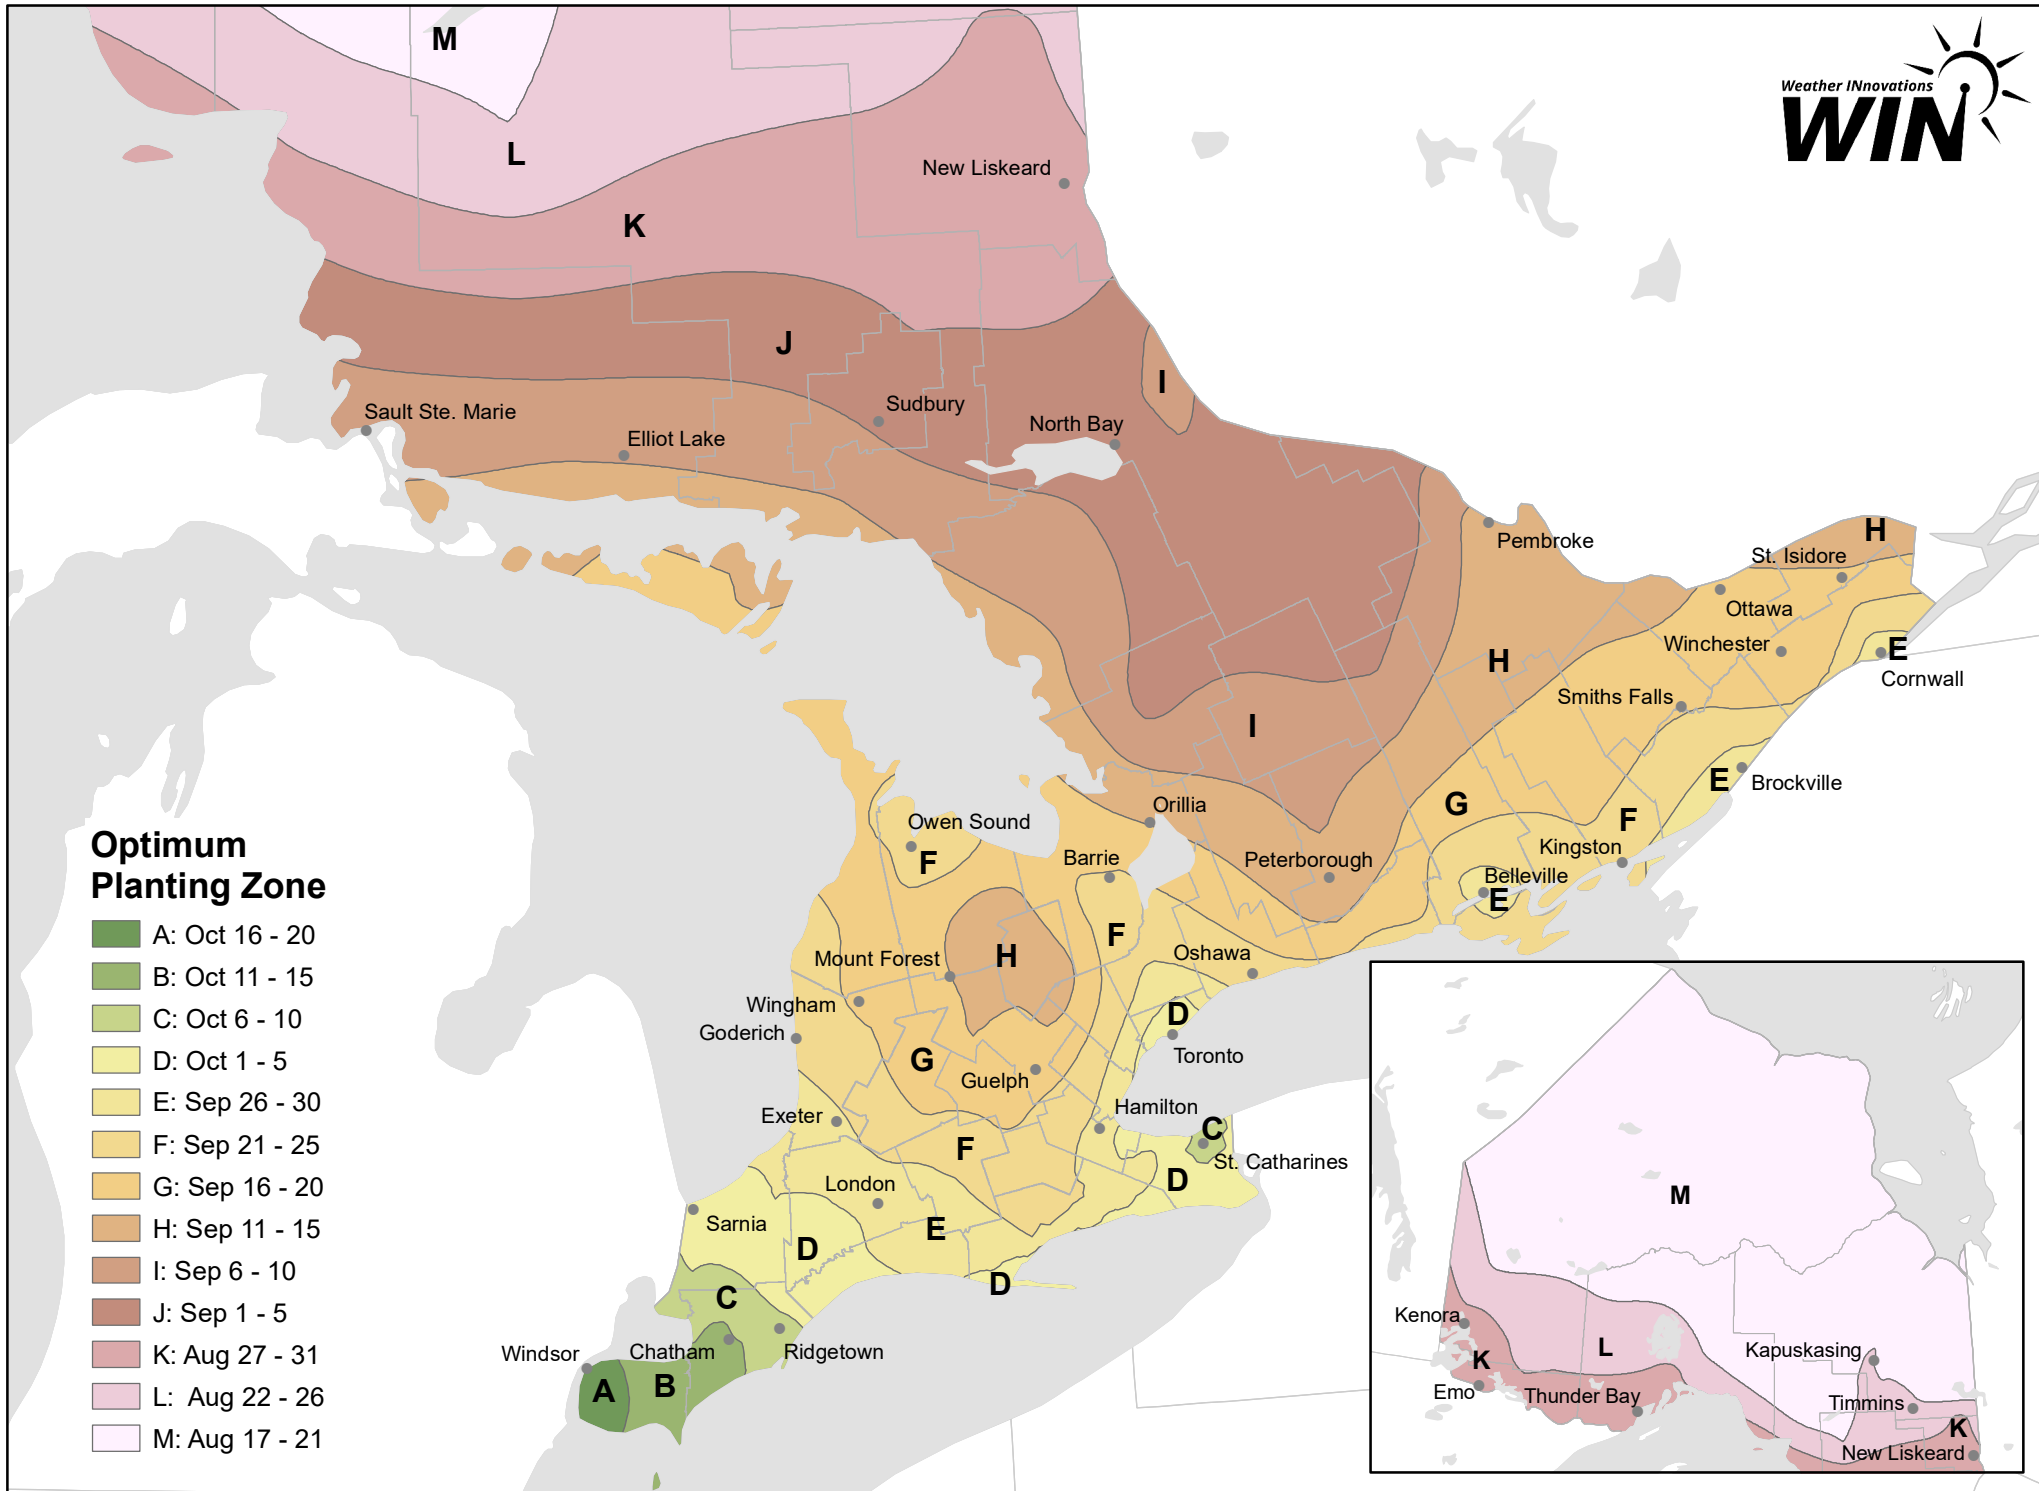 M
Weather INnovations
WIN
L
New Liskeard
K
J
I
Sault Ste. Marie
Sudbury
Elliot Lake
North Bay
Pembroke
H
St. Isidore
Ottawa
Winchester
H
E
Cornwall
Smiths Falls
I
E
Brockville
G
F
Orillia
Owen Sound
F
Barrie
Peterborough
Kingston
Belleville
E
F
Mount Forest
H
Oshawa
Wingham
Goderich
D
Toronto
G
Guelph
Exeter
Hamilton
C
F
St. Catharines
D
London
Sarnia
E
D
D
C
Windsor
Chatham
Ridgetown
A
B
Optimum
Planting Zone
A: Oct 16 - 20
B: Oct 11 - 15
C: Oct 6 - 10
D: Oct 1 - 5
E: Sep 26 - 30
F: Sep 21 - 25
G: Sep 16 - 20
H: Sep 11 - 15
I: Sep 6 - 10
J: Sep 1 - 5
K: Aug 27 - 31
L: Aug 22 - 26
M: Aug 17 - 21
M
Kenora
K
L
Kapuskasing
Emo
Thunder Bay
Timmins
K
New Liskeard